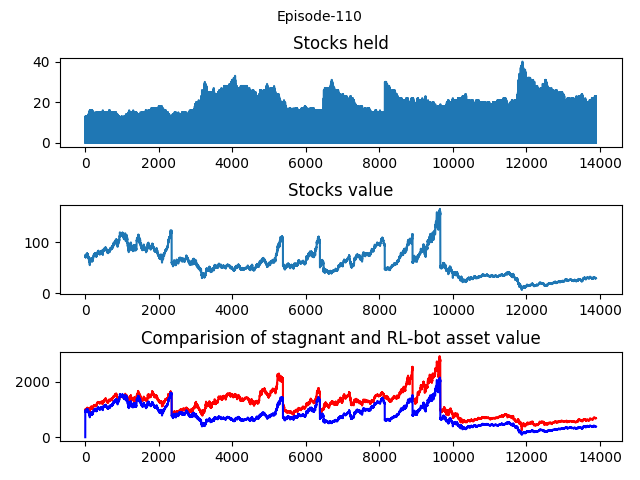 Episode-110
Stocks held
40
20
0
0 2000 4000 6000 8000 10000 12000 14000
Stocks value
100
0
0 2000 4000 6000 8000 10000 12000 14000
Comparision of stagnant and RL-bot asset value
2000
0
0 2000 4000 6000 8000 10000 12000 14000